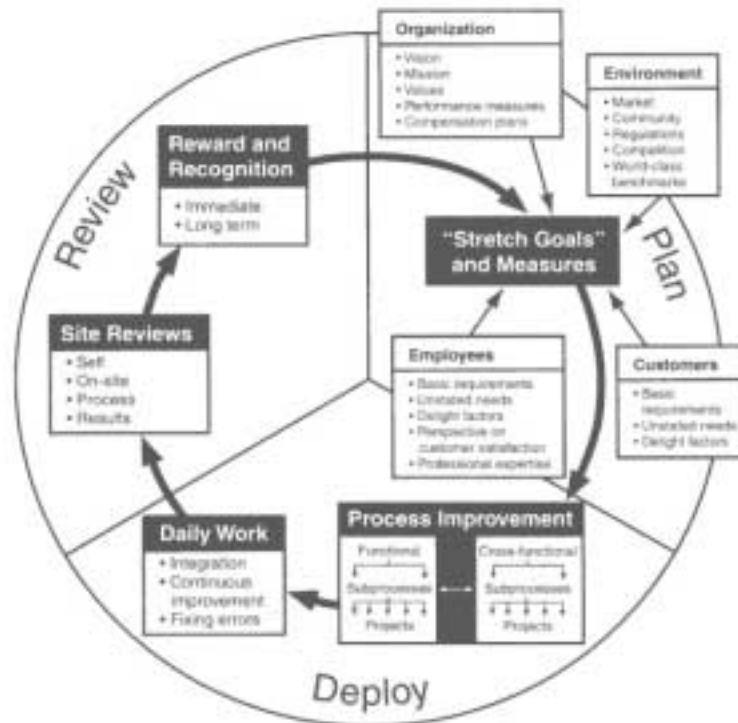 Organization
• Vision
• Mission
• Values
• Performance measures
• Compensation plans
Environment
• Market
• Community
• Regulations
• Competition
• World-class
benchmarks
Reward and
Recognition
• Immediate
• Long term
Review
"Stretch Goals"
and Measures
Plan
Site Reviews
• Self
• On-site
• Process
• Results
Employees
• Basic requirements
• Unstated needs
• Delight factors
• Perspective on
customer satisfaction
• Professional expertise
Customers
• Basic
requirements
• Unstated needs
• Delight factors
Daily Work
• Integration
• Continuous
improvement
• Fixing errors
Process Improvement
Functional
Subprocesses
Projects
Cross-functional
Subprocesses
Projects
Deploy